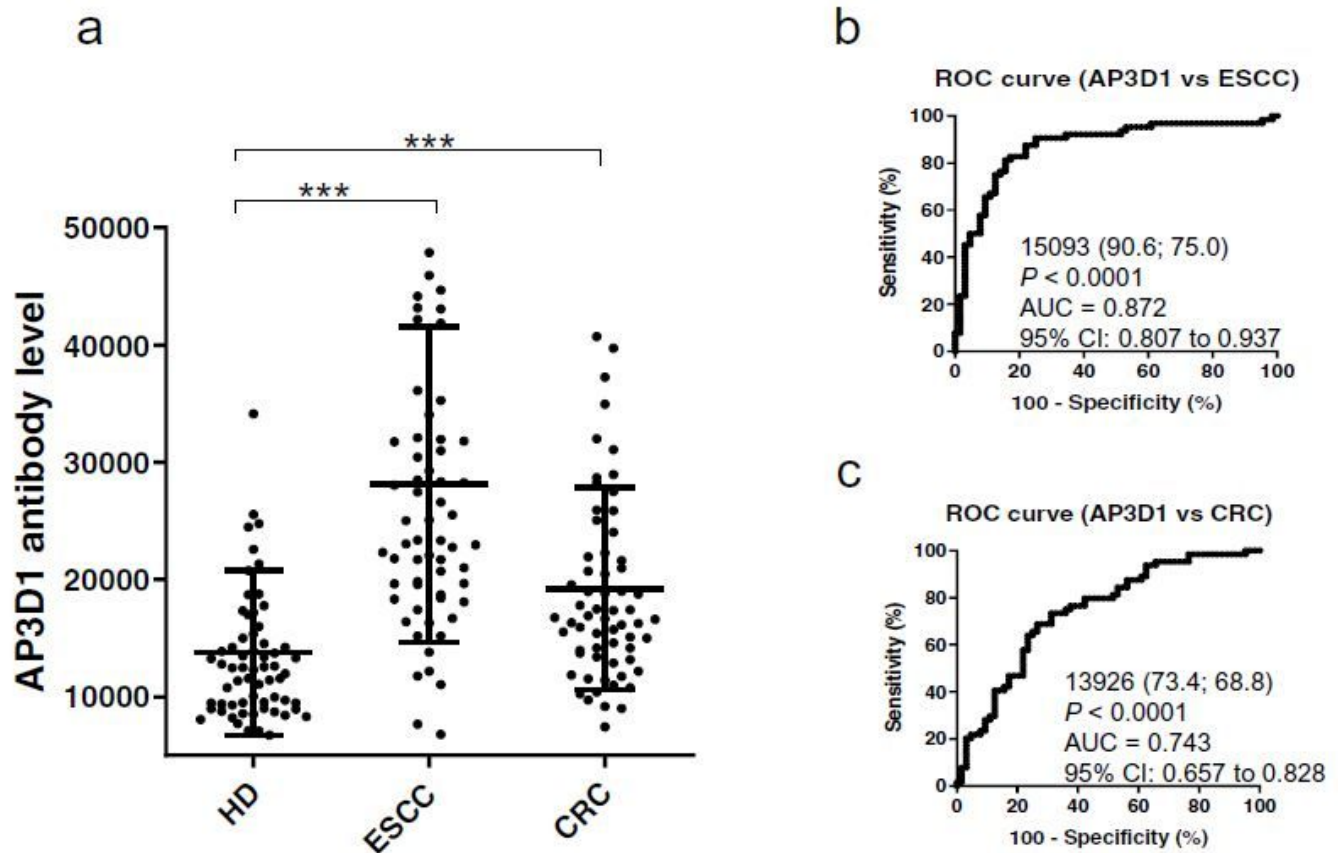 a
***
***
50000
40000
30000
20000
10000
AP3D1 antibody level
HD
ESCC
CRC
b
ROC curve (AP3D1 vs ESCC)
100
80
60
40
20
0
Sensitivity (%)
15093 (90.6; 75.0)
P < 0.0001
AUC = 0.872
95% CI: 0.807 to 0.937
0 20 40 60 80 100
100 - Specificity (%)
c
ROC curve (AP3D1 vs CRC)
100
80
60
40
20
0
Sensitivity (%)
13926 (73.4; 68.8)
P < 0.0001
AUC = 0.743
95% CI: 0.657 to 0.828
0 20 40 60 80 100
100 - Specificity (%)